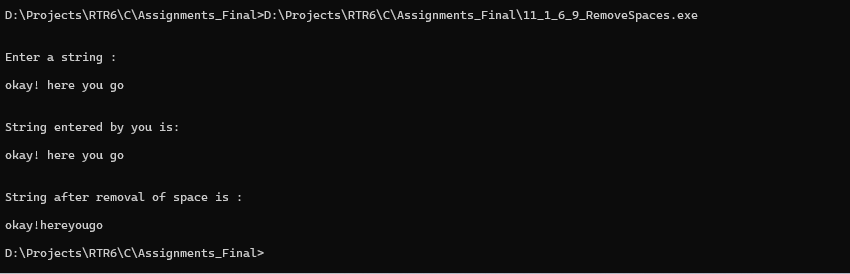 D:\Projects\RTR6\C\Assignments_Final>D:\Projects\RTR6\C\Assignments_Final\11_1_6_9_RemoveSpaces.exe
Enter a string :
okay! here you go
String entered by you is:
okay! here you go
String after removal of space is :
okay!hereyougo
D:\Projects\RTR6\C\Assignments_Final>